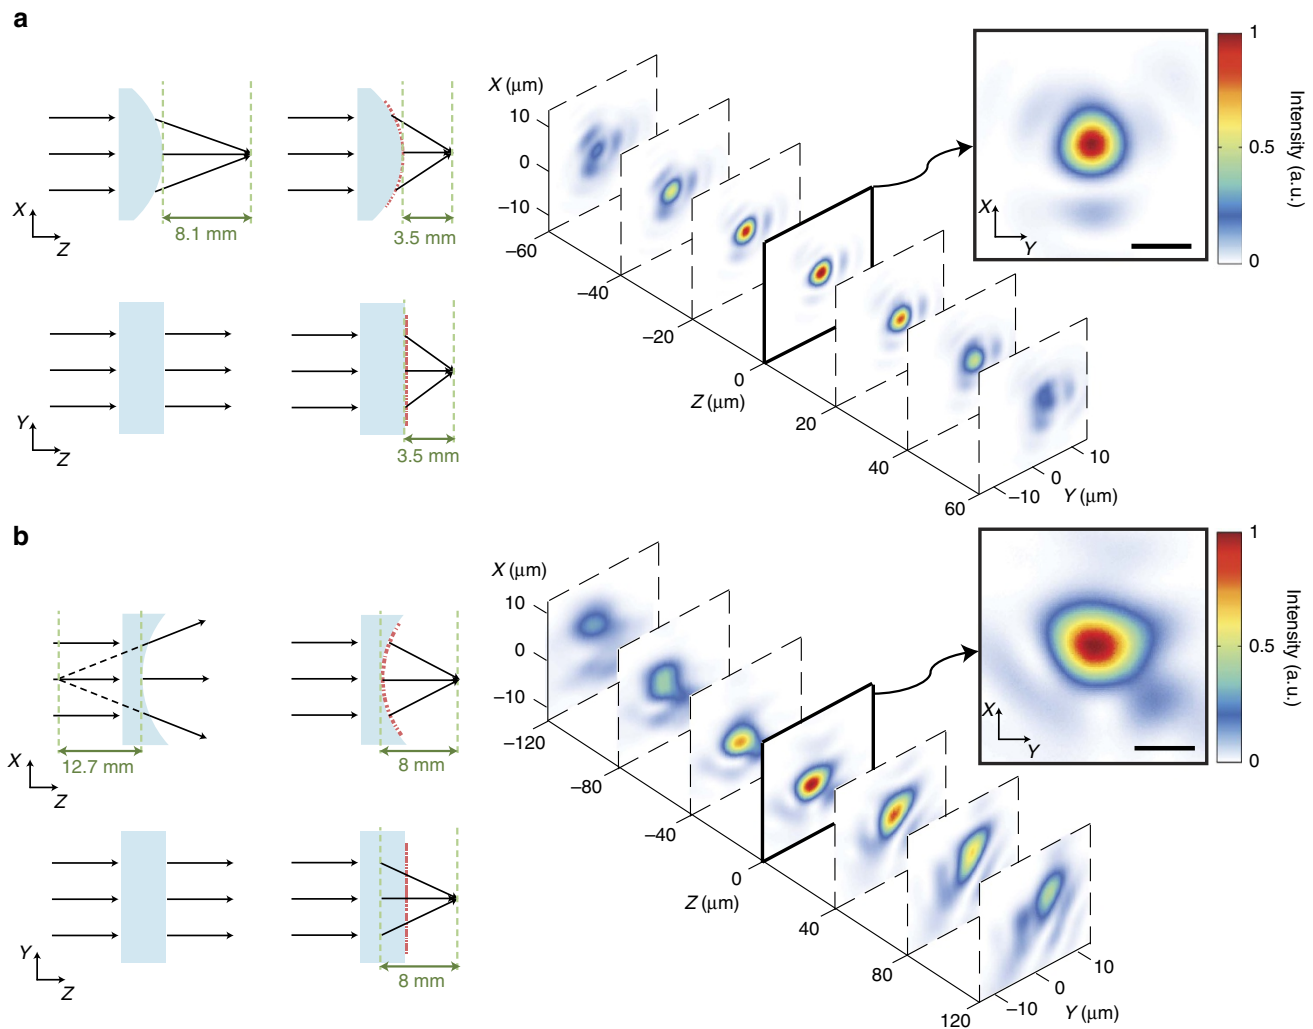 a
X
Z
8.1 mm
3.5 mm
Y
Z
3.5 mm
X (μm)
10
0
−10
−60
−40
−20
0
Z (μm)
20
40
60
−10
0
10
Y (μm)
X
Y
1
0.5
0
Intensity (a.u.)
b
X
Z
12.7 mm
8 mm
Y
Z
8 mm
X (μm)
10
0
−10
−120
−80
−40
0
Z (μm)
40
80
120
−10
0
10
Y (μm)
X
Y
1
0.5
0
Intensity (a.u.)